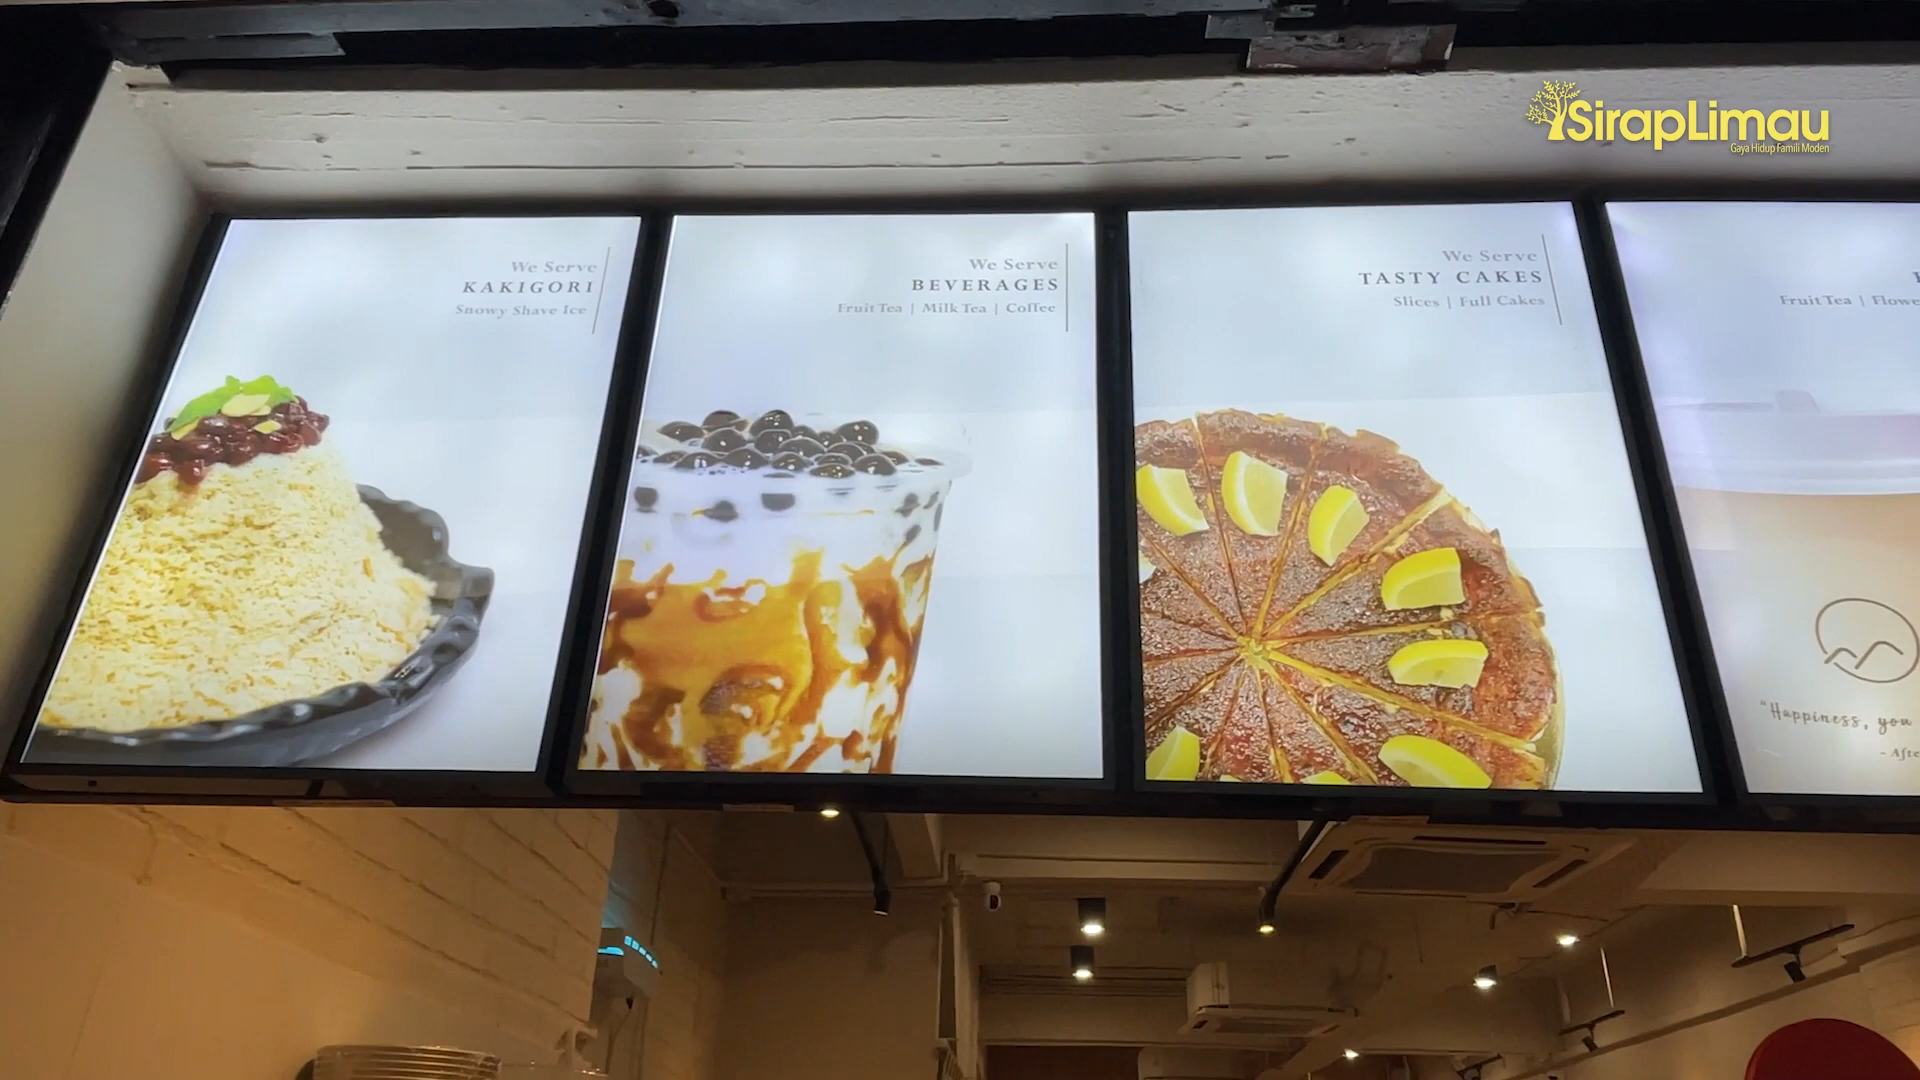 SirapLimau
Gaya Hidup Famili Moden
We Serve
KAKIGORI
Snowy Shave Ice
We Serve
BEVERAGES
Fruit Tea | Milk Tea | Coffee
We Serve
TASTY CAKES
Slices | Full Cakes
Fruit Tea |
"Happiness, you